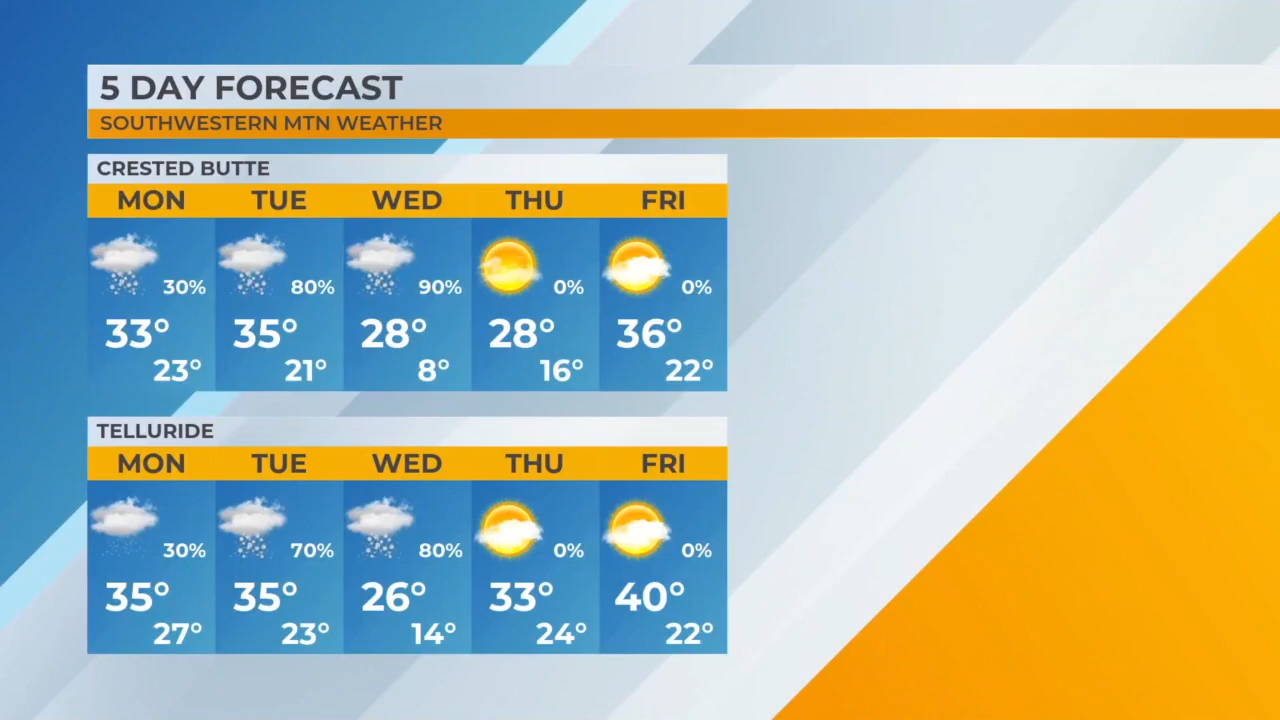 5 DAY FORECAST
SOUTHWESTERN MTN WEATHER
CRESTED BUTTE
MON TUE WED THU FRI
30% 80% 90% 0% 0%
33° 35° 28° 28° 36°
23° 21° 8° 16° 22°
TELLURIDE
MON TUE WED THU FRI
30% 70% 80% 0% 0%
35° 35° 26° 33° 40°
27° 23° 14° 24° 22°